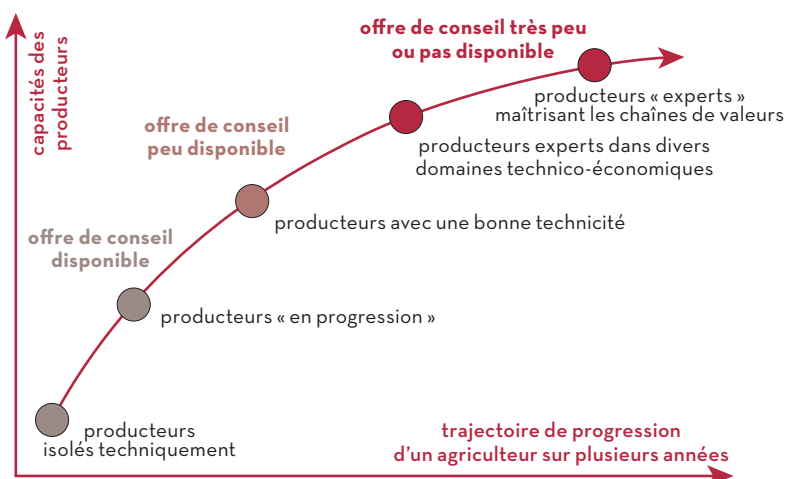 capacités des
producteurs
offre de conseil très peu
ou pas disponible
producteurs « experts »
maîtrisant les chaînes de valeurs
producteurs experts dans divers
domaines technico-économiques
offre de conseil
peu disponible
producteurs avec une bonne technicité
offre de conseil
disponible
producteurs « en progression »
producteurs
isolés techniquement
trajectoire de progression
d’un agriculteur sur plusieurs années